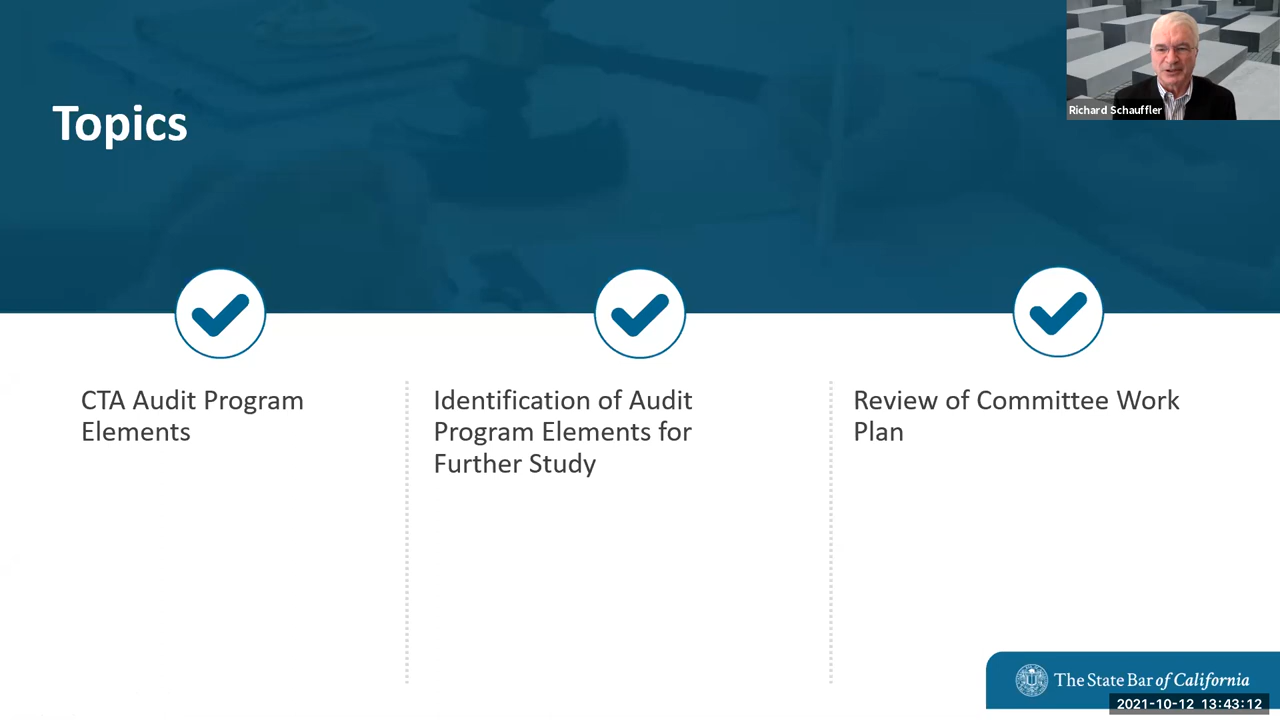 Topics
Richard Schauffler
CTA Audit Program
Elements
Identification of Audit
Program Elements for
Further Study
Review of Committee Work
Plan
The State Bar of California
2021-10-12 13:43:12